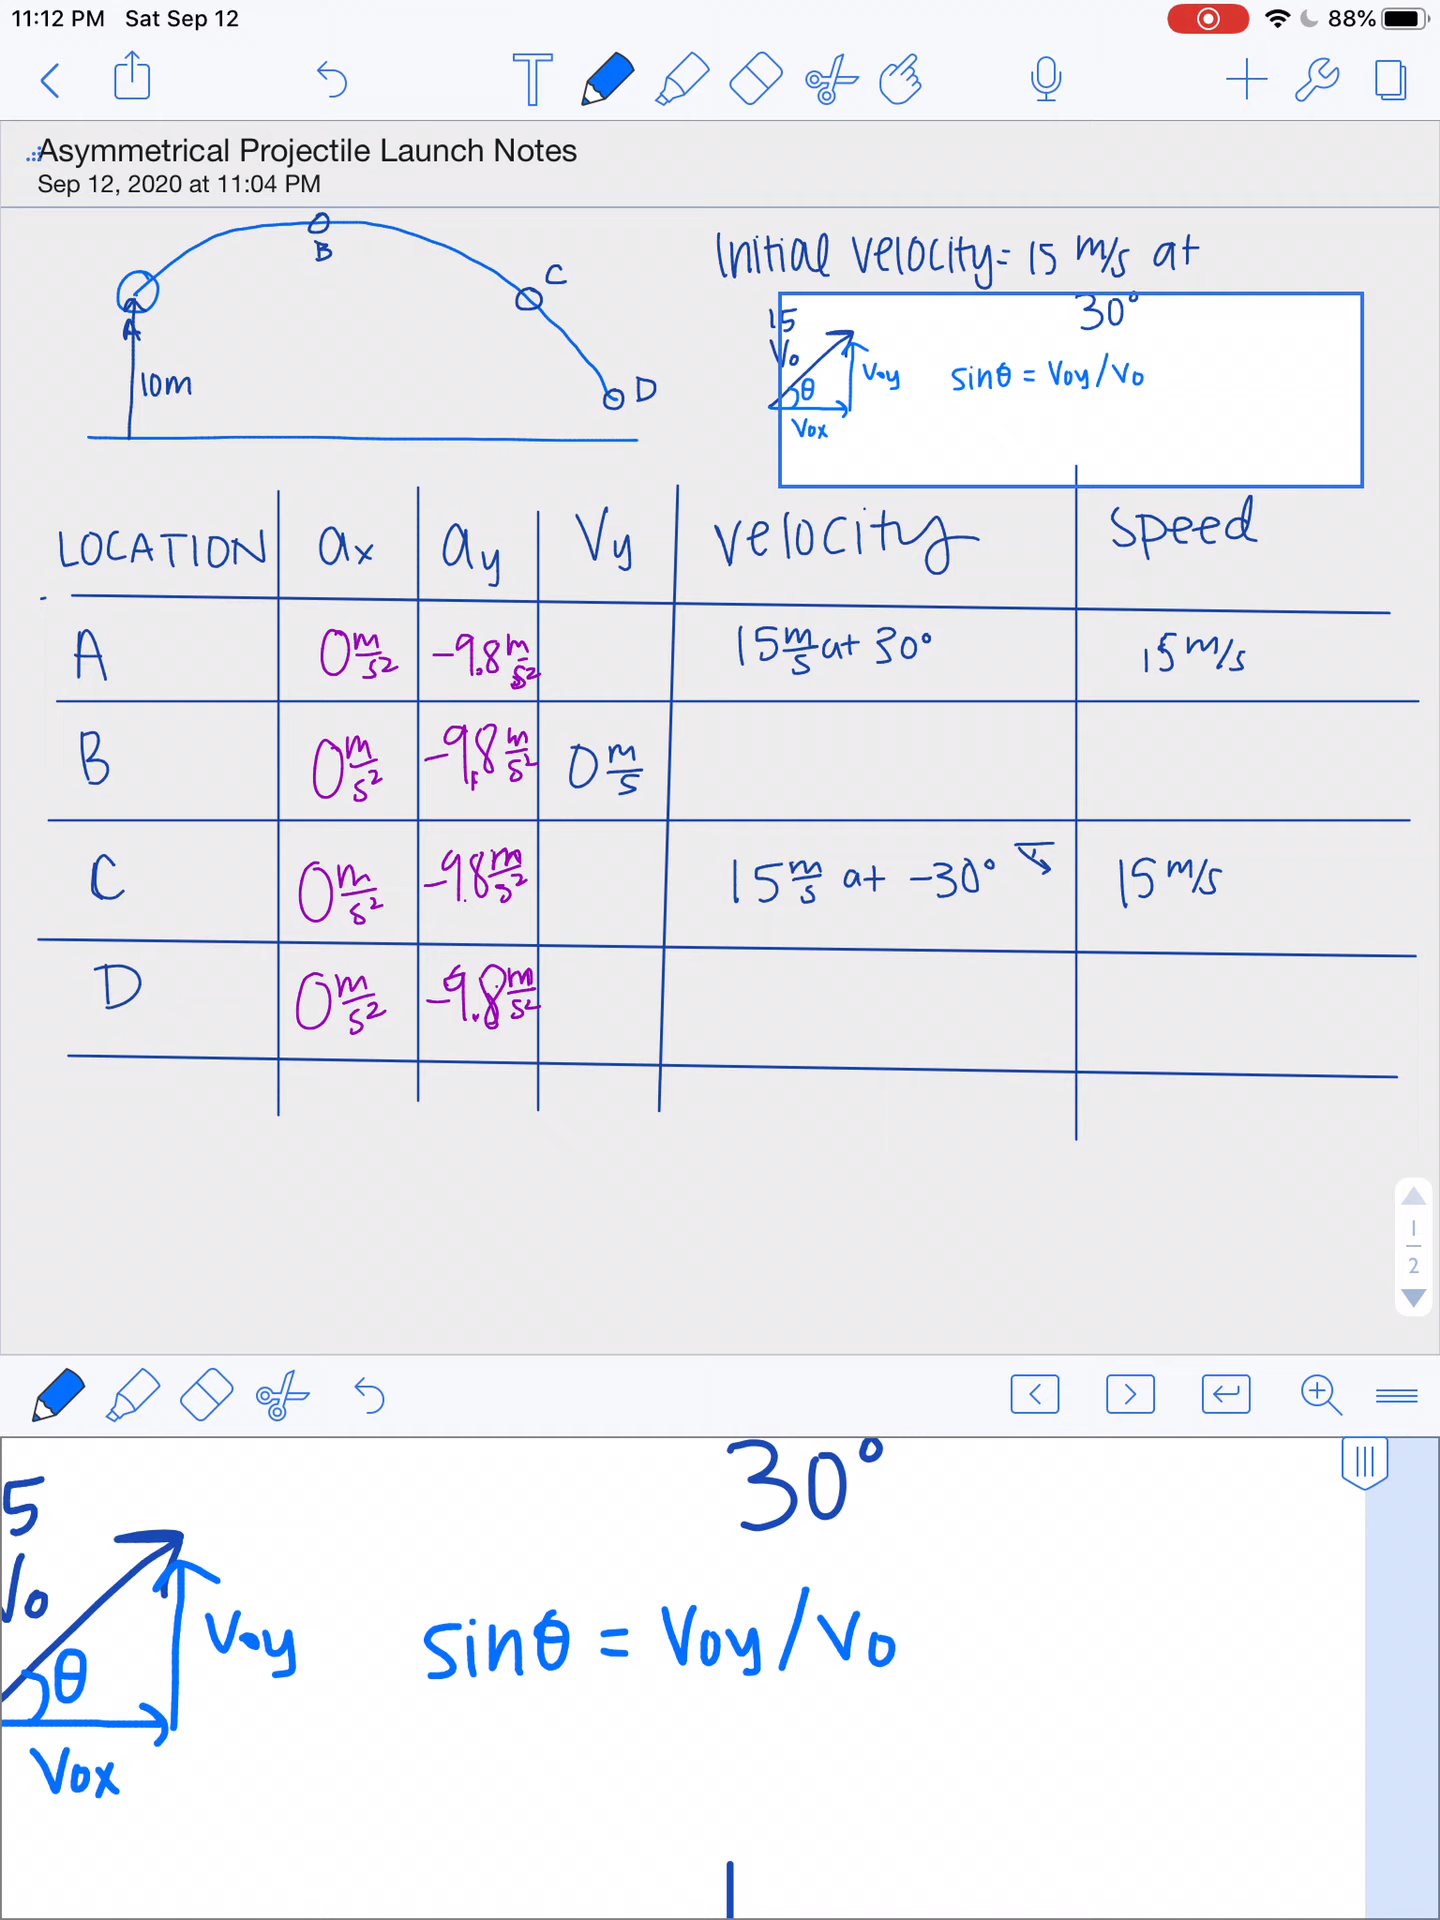 11:12 PM Sat Sep 12
88%
Asymmetrical Projectile Launch Notes
Sep 12, 2020 at 11:04 PM
B
C
A
10m
D
Initial velocity = 15 m/s at
30°
15
Vo
θ
Voy
Vox
sinθ = Voy/Vo
LOCATION ax ay Vy velocity speed
A 0 m/s² -9.8 m/s² 15 m/s at 30° 15 m/s
B 0 m/s² -9.8 m/s² 0 m/s
C 0 m/s² -9.8 m/s² 15 m/s at -30° 15 m/s
D 0 m/s² -9.8 m/s²
1
2
30°
5
Vo
θ
Voy
Vox
sinθ = Voy/Vo